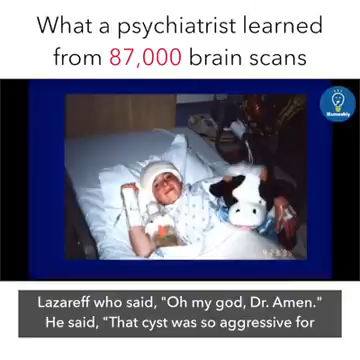 What a psychiatrist learned
from 87,000 brain scans
Lazareff who said, "Oh my god, Dr. Amen."
He said, "That cyst was so aggressive for